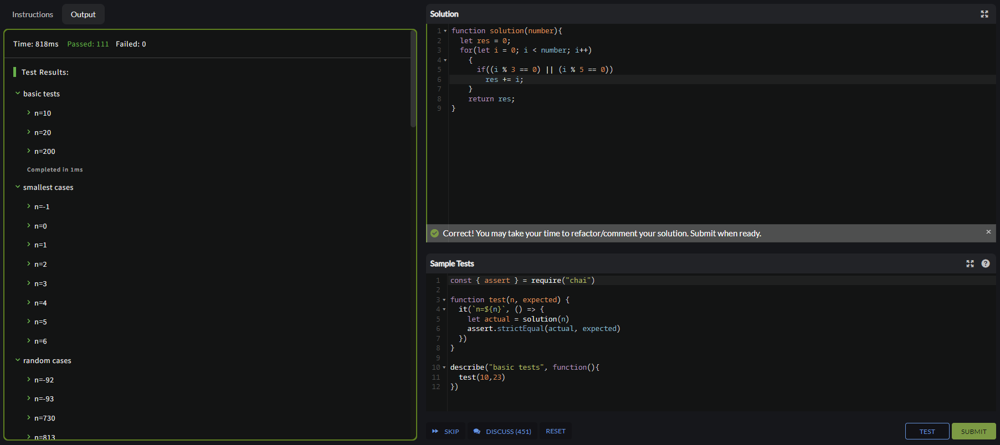 Instructions
Output
Time: 818ms Passed: 111 Failed: 0
Test Results:
basic tests
n=10
n=20
n=200
Completed in 1ms
smallest cases
n=-1
n=0
n=1
n=2
n=3
n=4
n=5
n=6
random cases
n=-92
n=-93
n=730
n=813
Solution
1 function solution(number){
2   let res = 0;
3   for(let i = 0; i < number; i++)
4     {
5       if((i % 3 == 0) || (i % 5 == 0))
6         res += i;
7     }
8     return res;
9 }
Correct! You may take your time to refactor/comment your solution. Submit when ready.
×
Sample Tests
?
1 const { assert } = require("chai")
2
3 function test(n, expected) {
4   it(`n=${n}`, () => {
5     let actual = solution(n)
6     assert.strictEqual(actual, expected)
7   })
8 }
9
10 describe("basic tests", function(){
11   test(10,23)
12 })
SKIP
DISCUSS (451)
RESET
TEST
SUBMIT